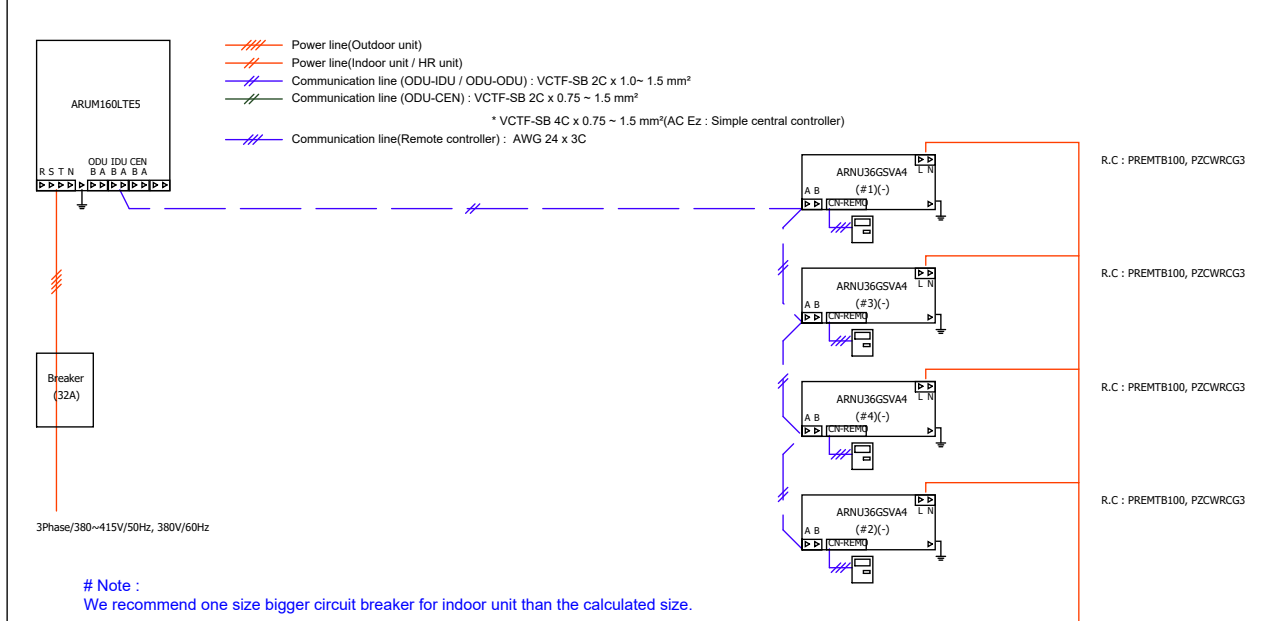 Power line(Outdoor unit)
Power line(Indoor unit / HR unit)
Communication line (ODU-IDU / ODU-ODU) : VCTF-SB 2C x 1.0~ 1.5 mm²
Communication line (ODU-CEN) : VCTF-SB 2C x 0.75 ~ 1.5 mm²
* VCTF-SB 4C x 0.75 ~ 1.5 mm²(AC Ez : Simple central controller)
Communication line(Remote controller) : AWG 24 x 3C
ARUM160LTE5
ODU IDU CEN
R S T N B A B A B A
Breaker
(32A)
3Phase/380~415V/50Hz, 380V/60Hz
ARNU36GSVA4
L N
(#1)(-)
A B
CN-REMO
R.C : PREMTB100, PZCWRCG3
ARNU36GSVA4
L N
(#3)(-)
A B
CN-REMO
R.C : PREMTB100, PZCWRCG3
ARNU36GSVA4
L N
(#4)(-)
A B
CN-REMO
R.C : PREMTB100, PZCWRCG3
ARNU36GSVA4
L N
(#2)(-)
A B
CN-REMO
R.C : PREMTB100, PZCWRCG3
# Note :
We recommend one size bigger circuit breaker for indoor unit than the calculated size.